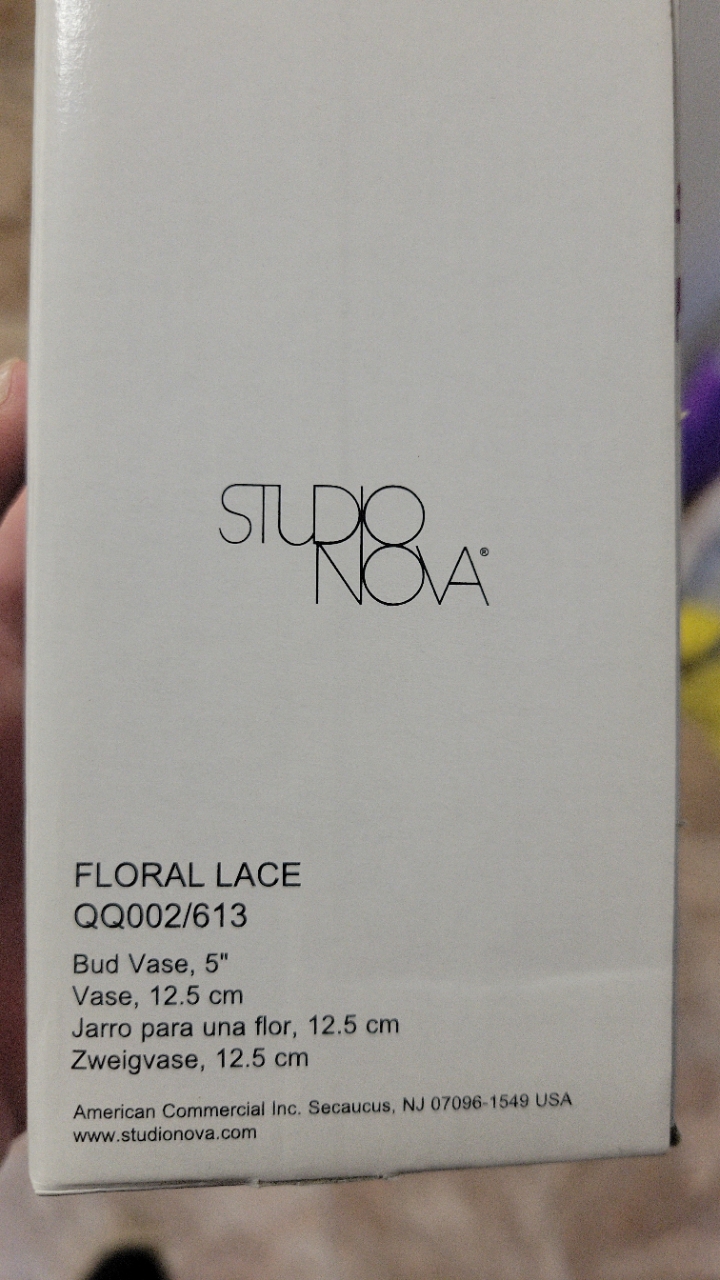 STUDIO
NOVA®
FLORAL LACE
QQ002/613
Bud Vase, 5"
Vase, 12.5 cm
Jarro para una flor, 12.5 cm
Zweigvase, 12.5 cm
American Commercial Inc. Secaucus, NJ 07096-1549 USA
www.studionova.com